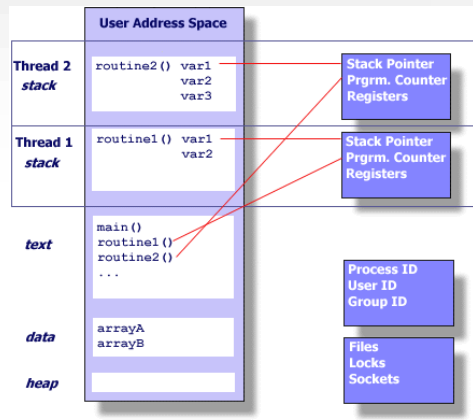 User Address Space
Thread 2
stack
routine2() var1
var2
var3
Stack Pointer
Prgrm. Counter
Registers
Thread 1
stack
routine1() var1
var2
Stack Pointer
Prgrm. Counter
Registers
text
main()
routine1()
routine2()
...
Process ID
User ID
Group ID
data
arrayA
arrayB
Files
Locks
Sockets
heap